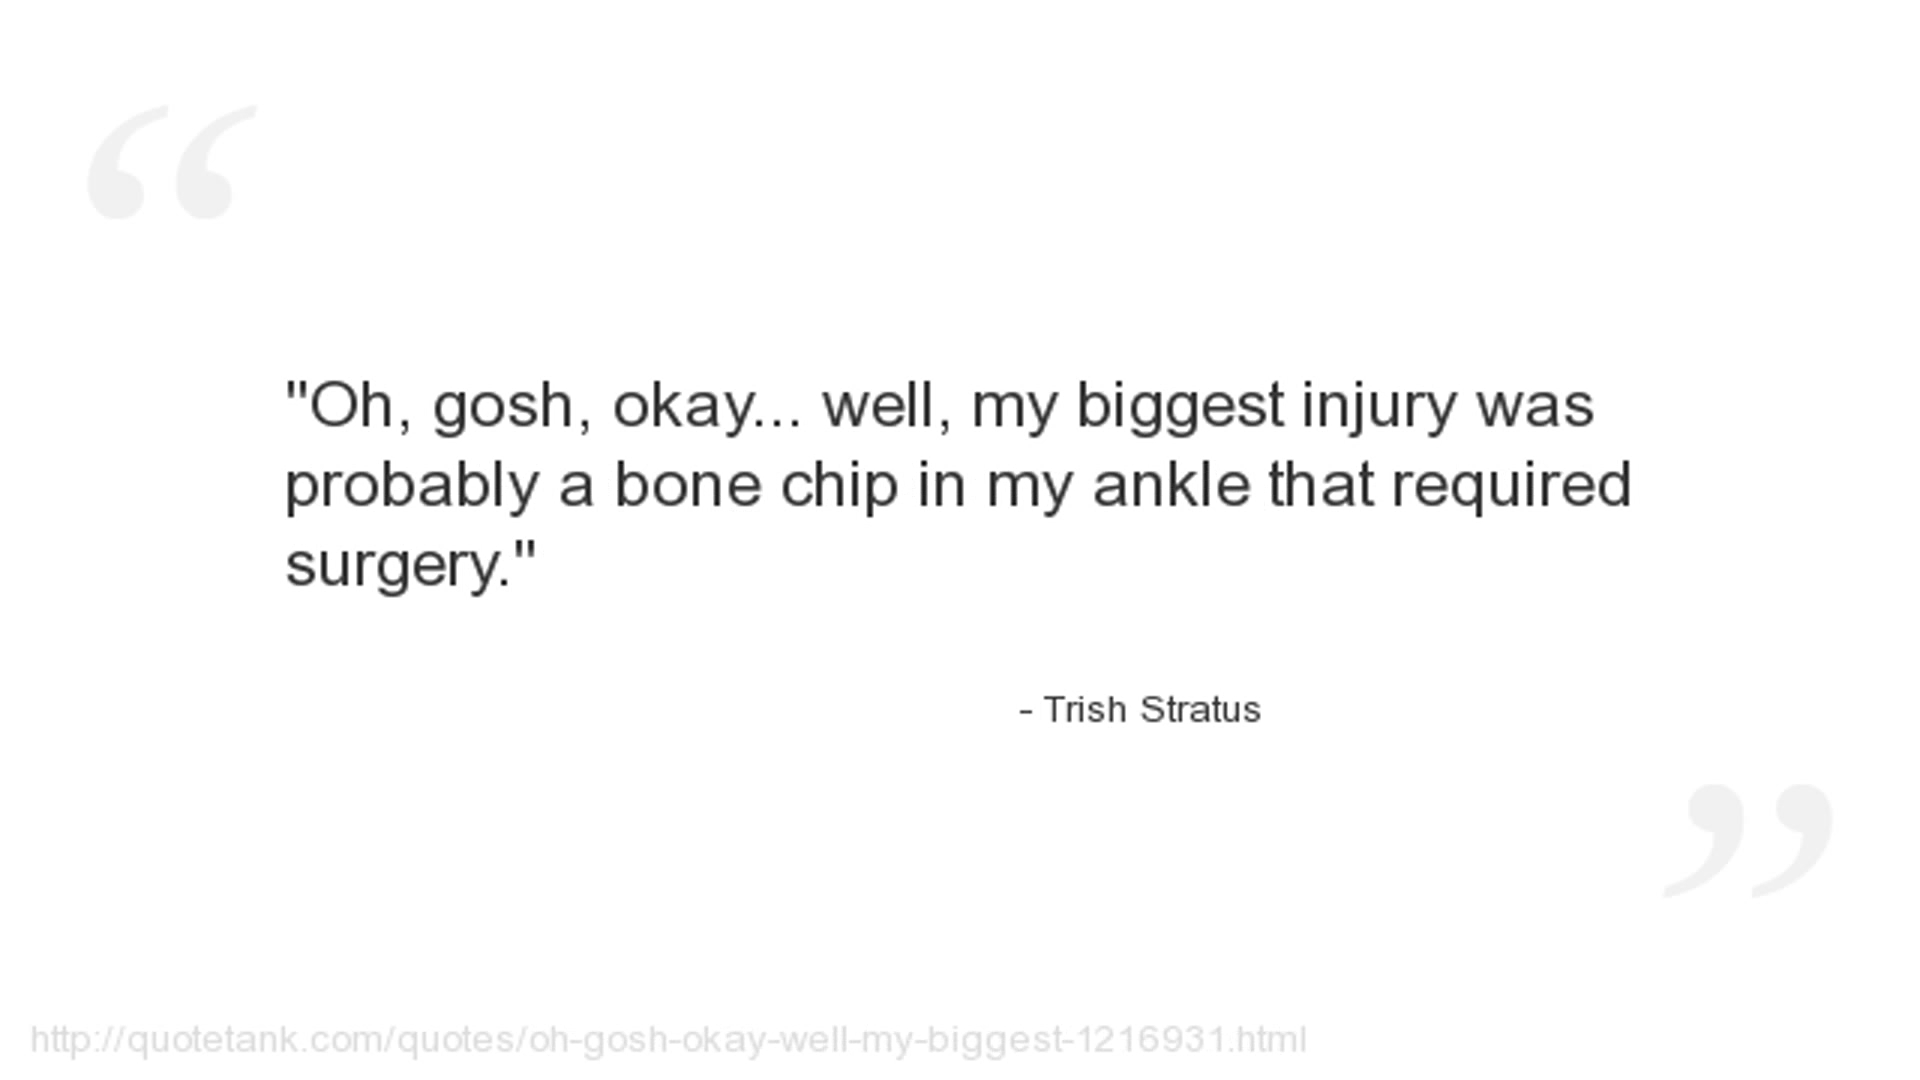 "Oh, gosh, okay... well, my biggest injury was
probably a bone chip in my ankle that required
surgery."
- Trish Stratus
http://quotetank.com/quotes/oh-gosh-okay-well-my-biggest-1216931.html